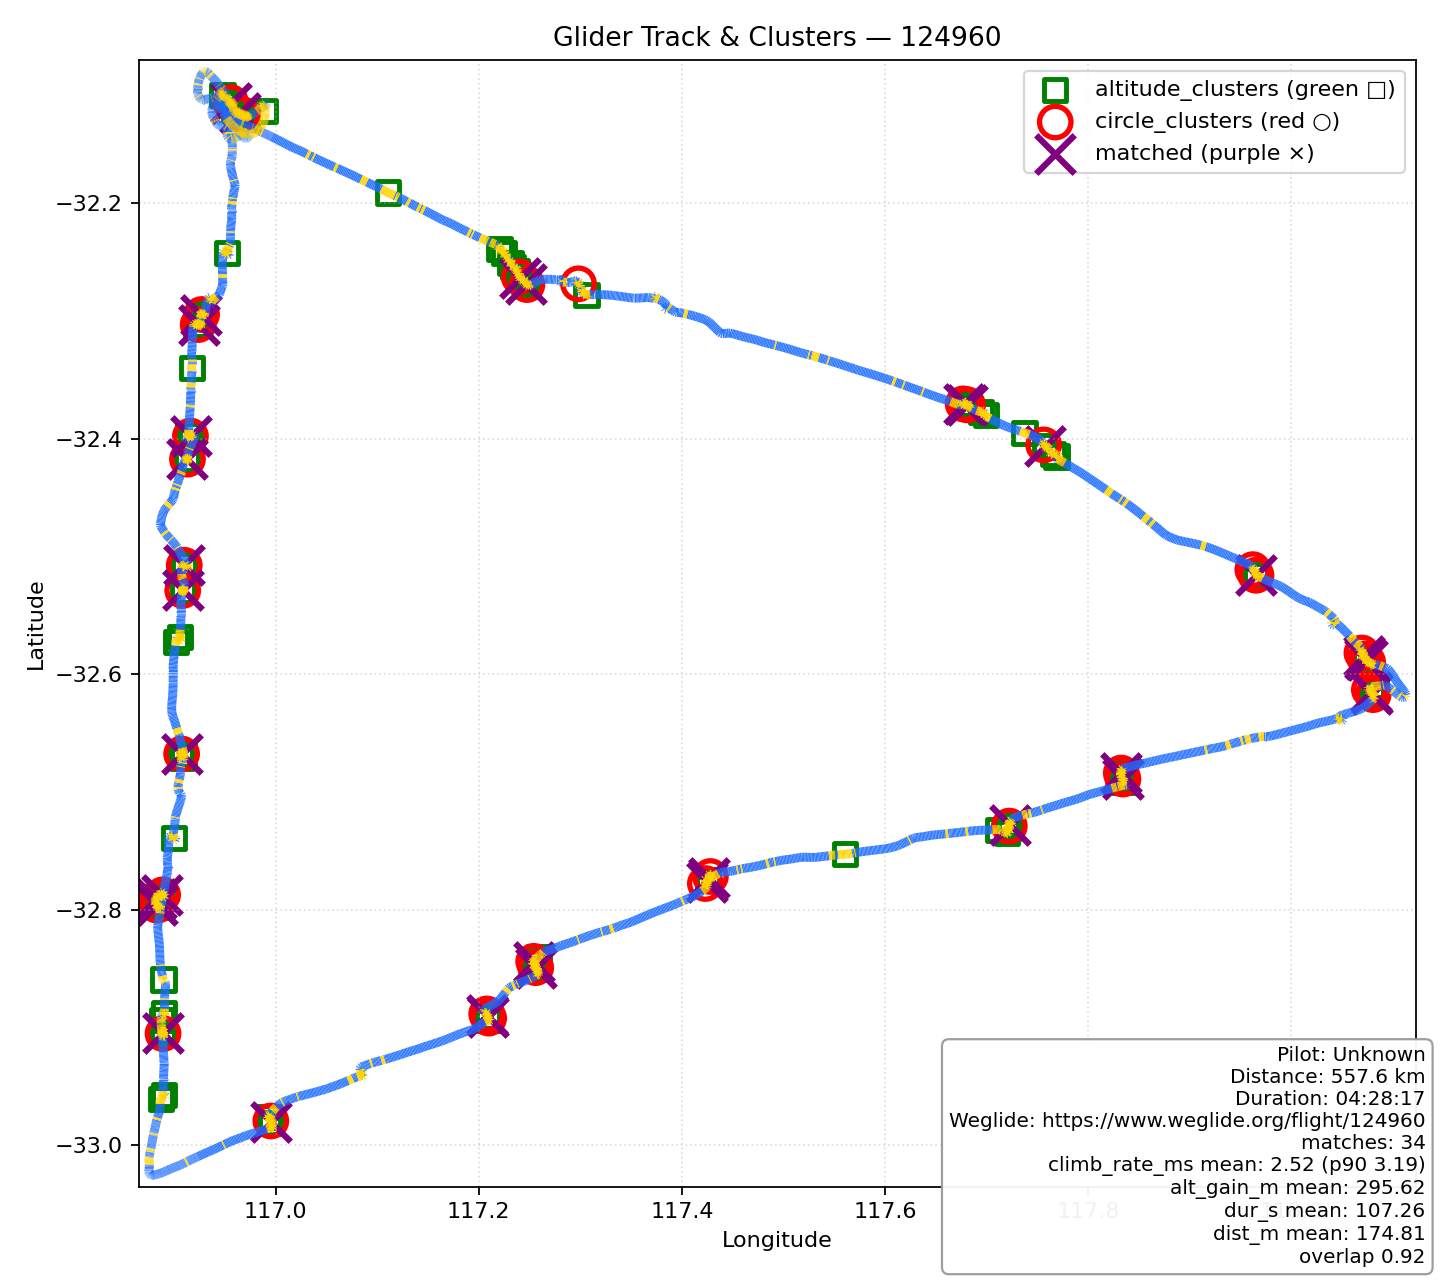 Glider Track & Clusters — 124960
altitude_clusters (green □)
circle_clusters (red ○)
matched (purple ×)
Latitude
−32.2
−32.4
−32.6
−32.8
−33.0
117.0
117.2
117.4
117.6
117.8
Longitude
Pilot: Unknown
Distance: 557.6 km
Duration: 04:28:17
Weglide: https://www.weglide.org/flight/124960
matches: 34
climb_rate_ms mean: 2.52 (p90 3.19)
alt_gain_m mean: 295.62
dur_s mean: 107.26
dist_m mean: 174.81
overlap 0.92